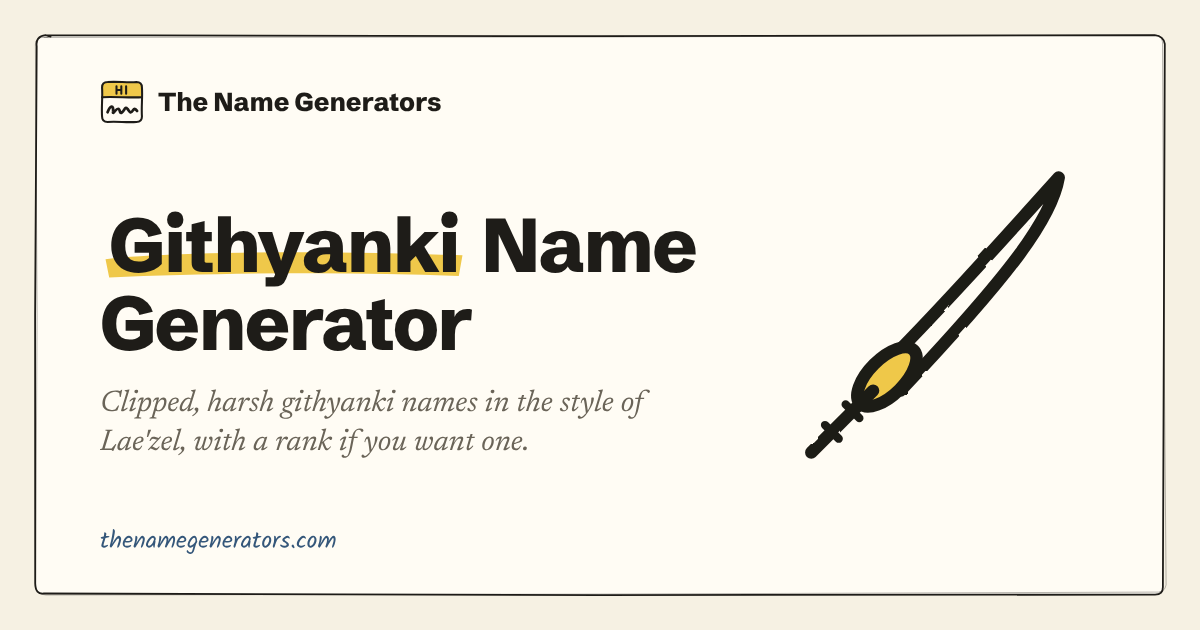 HI
The Name Generators
Githyanki Name
Generator
Clipped, harsh githyanki names in the style of
Lae'zel, with a rank if you want one.
thenamegenerators.com